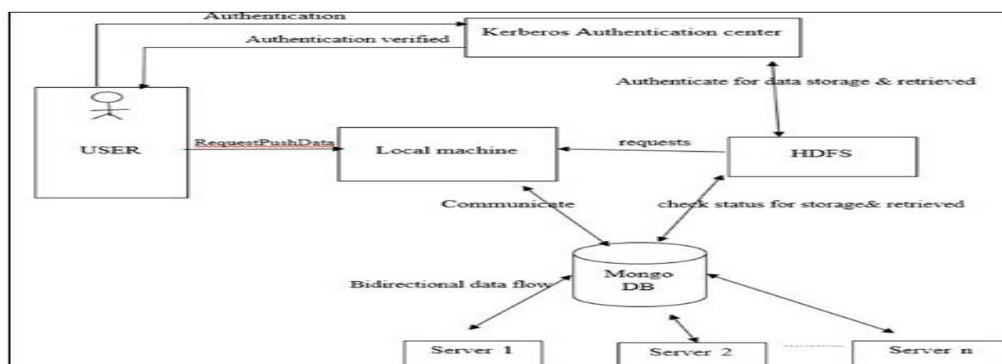 Authentication
Kerberos Authentication center
Authentication verified
Authenticate for data storage & retrieved
USER
RequestPushData
Local machine
requests
HDFS
Communicate
check status for storage& retrieved
Mongo
DB
Bidirectional data flow
Server 1
Server 2
Server n